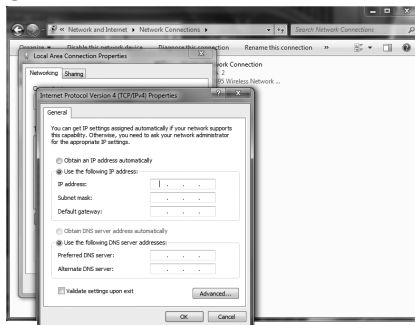 « Network and Internet ▸ Network Connections ▸
Search Network Connections
Organize ▾ Disable this network device Diagnose this connection Rename this connection »
Local Area Connection Properties
Networking Sharing
work Connection
2
95 Wireless Network ...
Internet Protocol Version 4 (TCP/IPv4) Properties
General
You can get IP settings assigned automatically if your network supports
this capability. Otherwise, you need to ask your network administrator
for the appropriate IP settings.
Obtain an IP address automatically
Use the following IP address:
IP address:
Subnet mask:
Default gateway:
Obtain DNS server address automatically
Use the following DNS server addresses:
Preferred DNS server:
Alternate DNS server:
Validate settings upon exit
Advanced...
OK Cancel